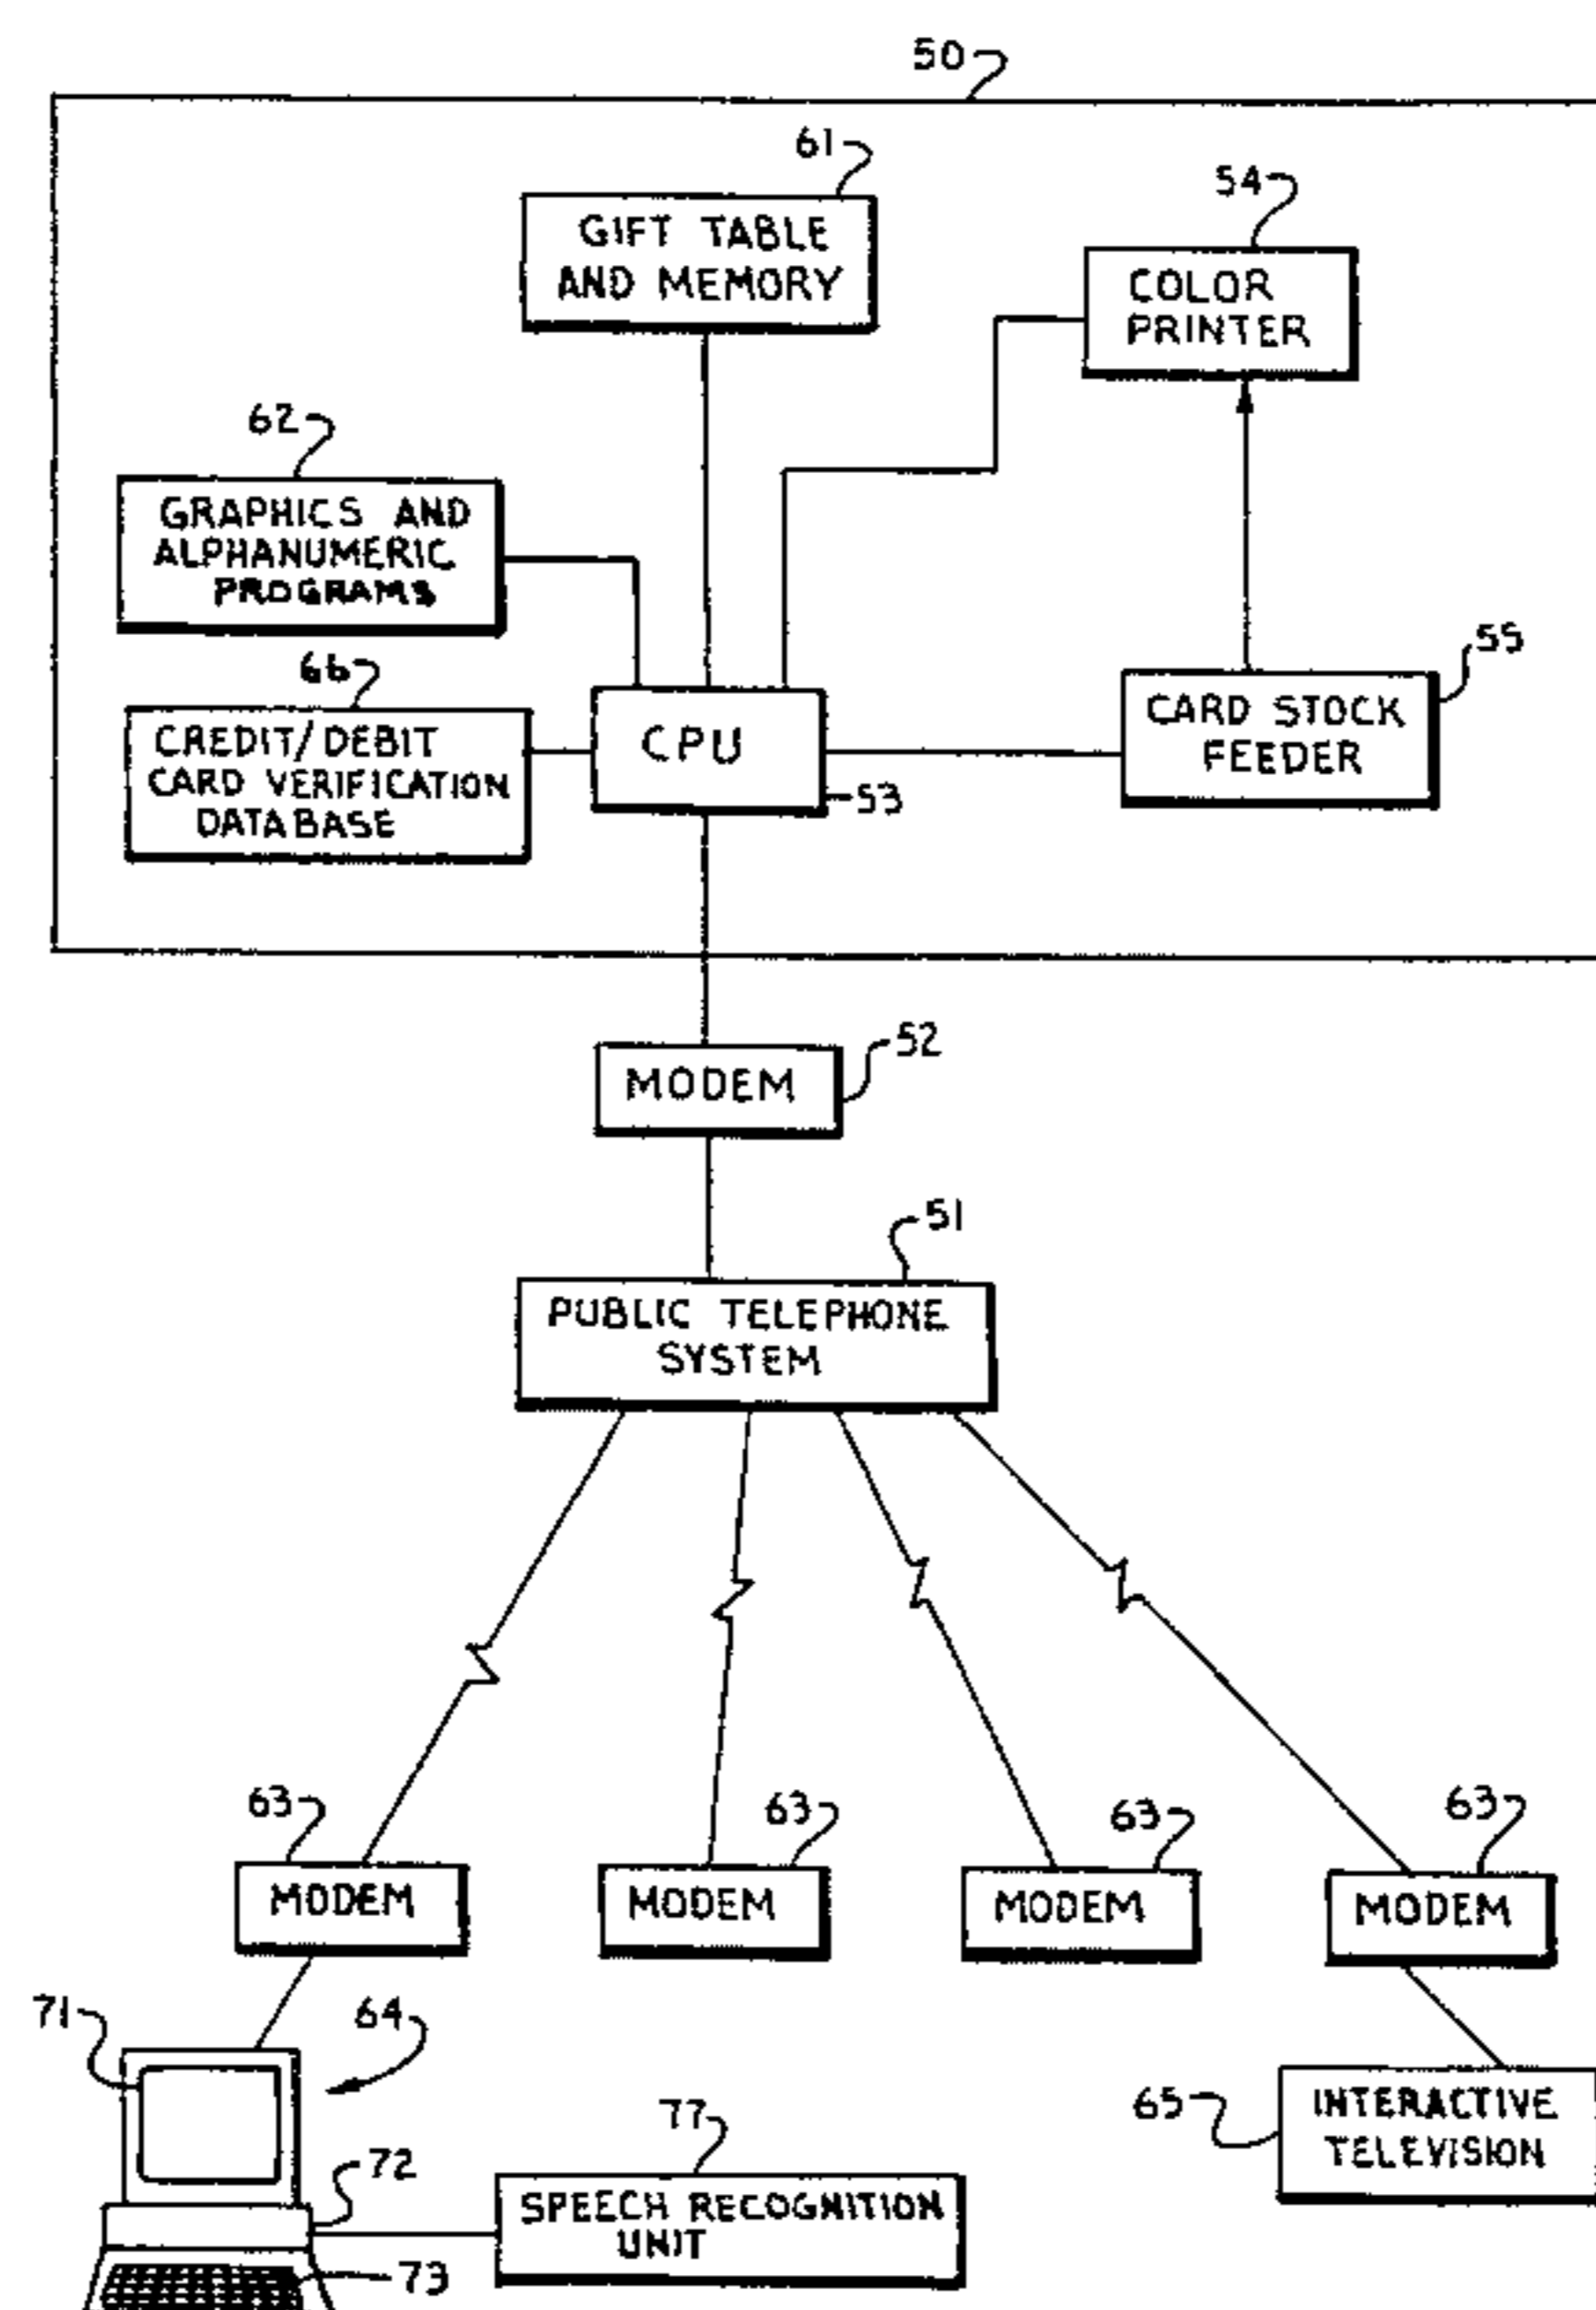 50
61
GIFT TABLE
AND MEMORY
54
COLOR
PRINTER
62
GRAPHICS AND
ALPHANUMERIC
PROGRAMS
55
CARD STOCK
FEEDER
66
CREDIT/DEBIT
CARD VERIFICATION
DATABASE
CPU
53
MODEM
52
51
PUBLIC TELEPHONE
SYSTEM
63
MODEM
63
MODEM
63
MODEM
63
MODEM
71
64
65
INTERACTIVE
TELEVISION
72
77
SPEECH RECOGNITION
UNIT
73